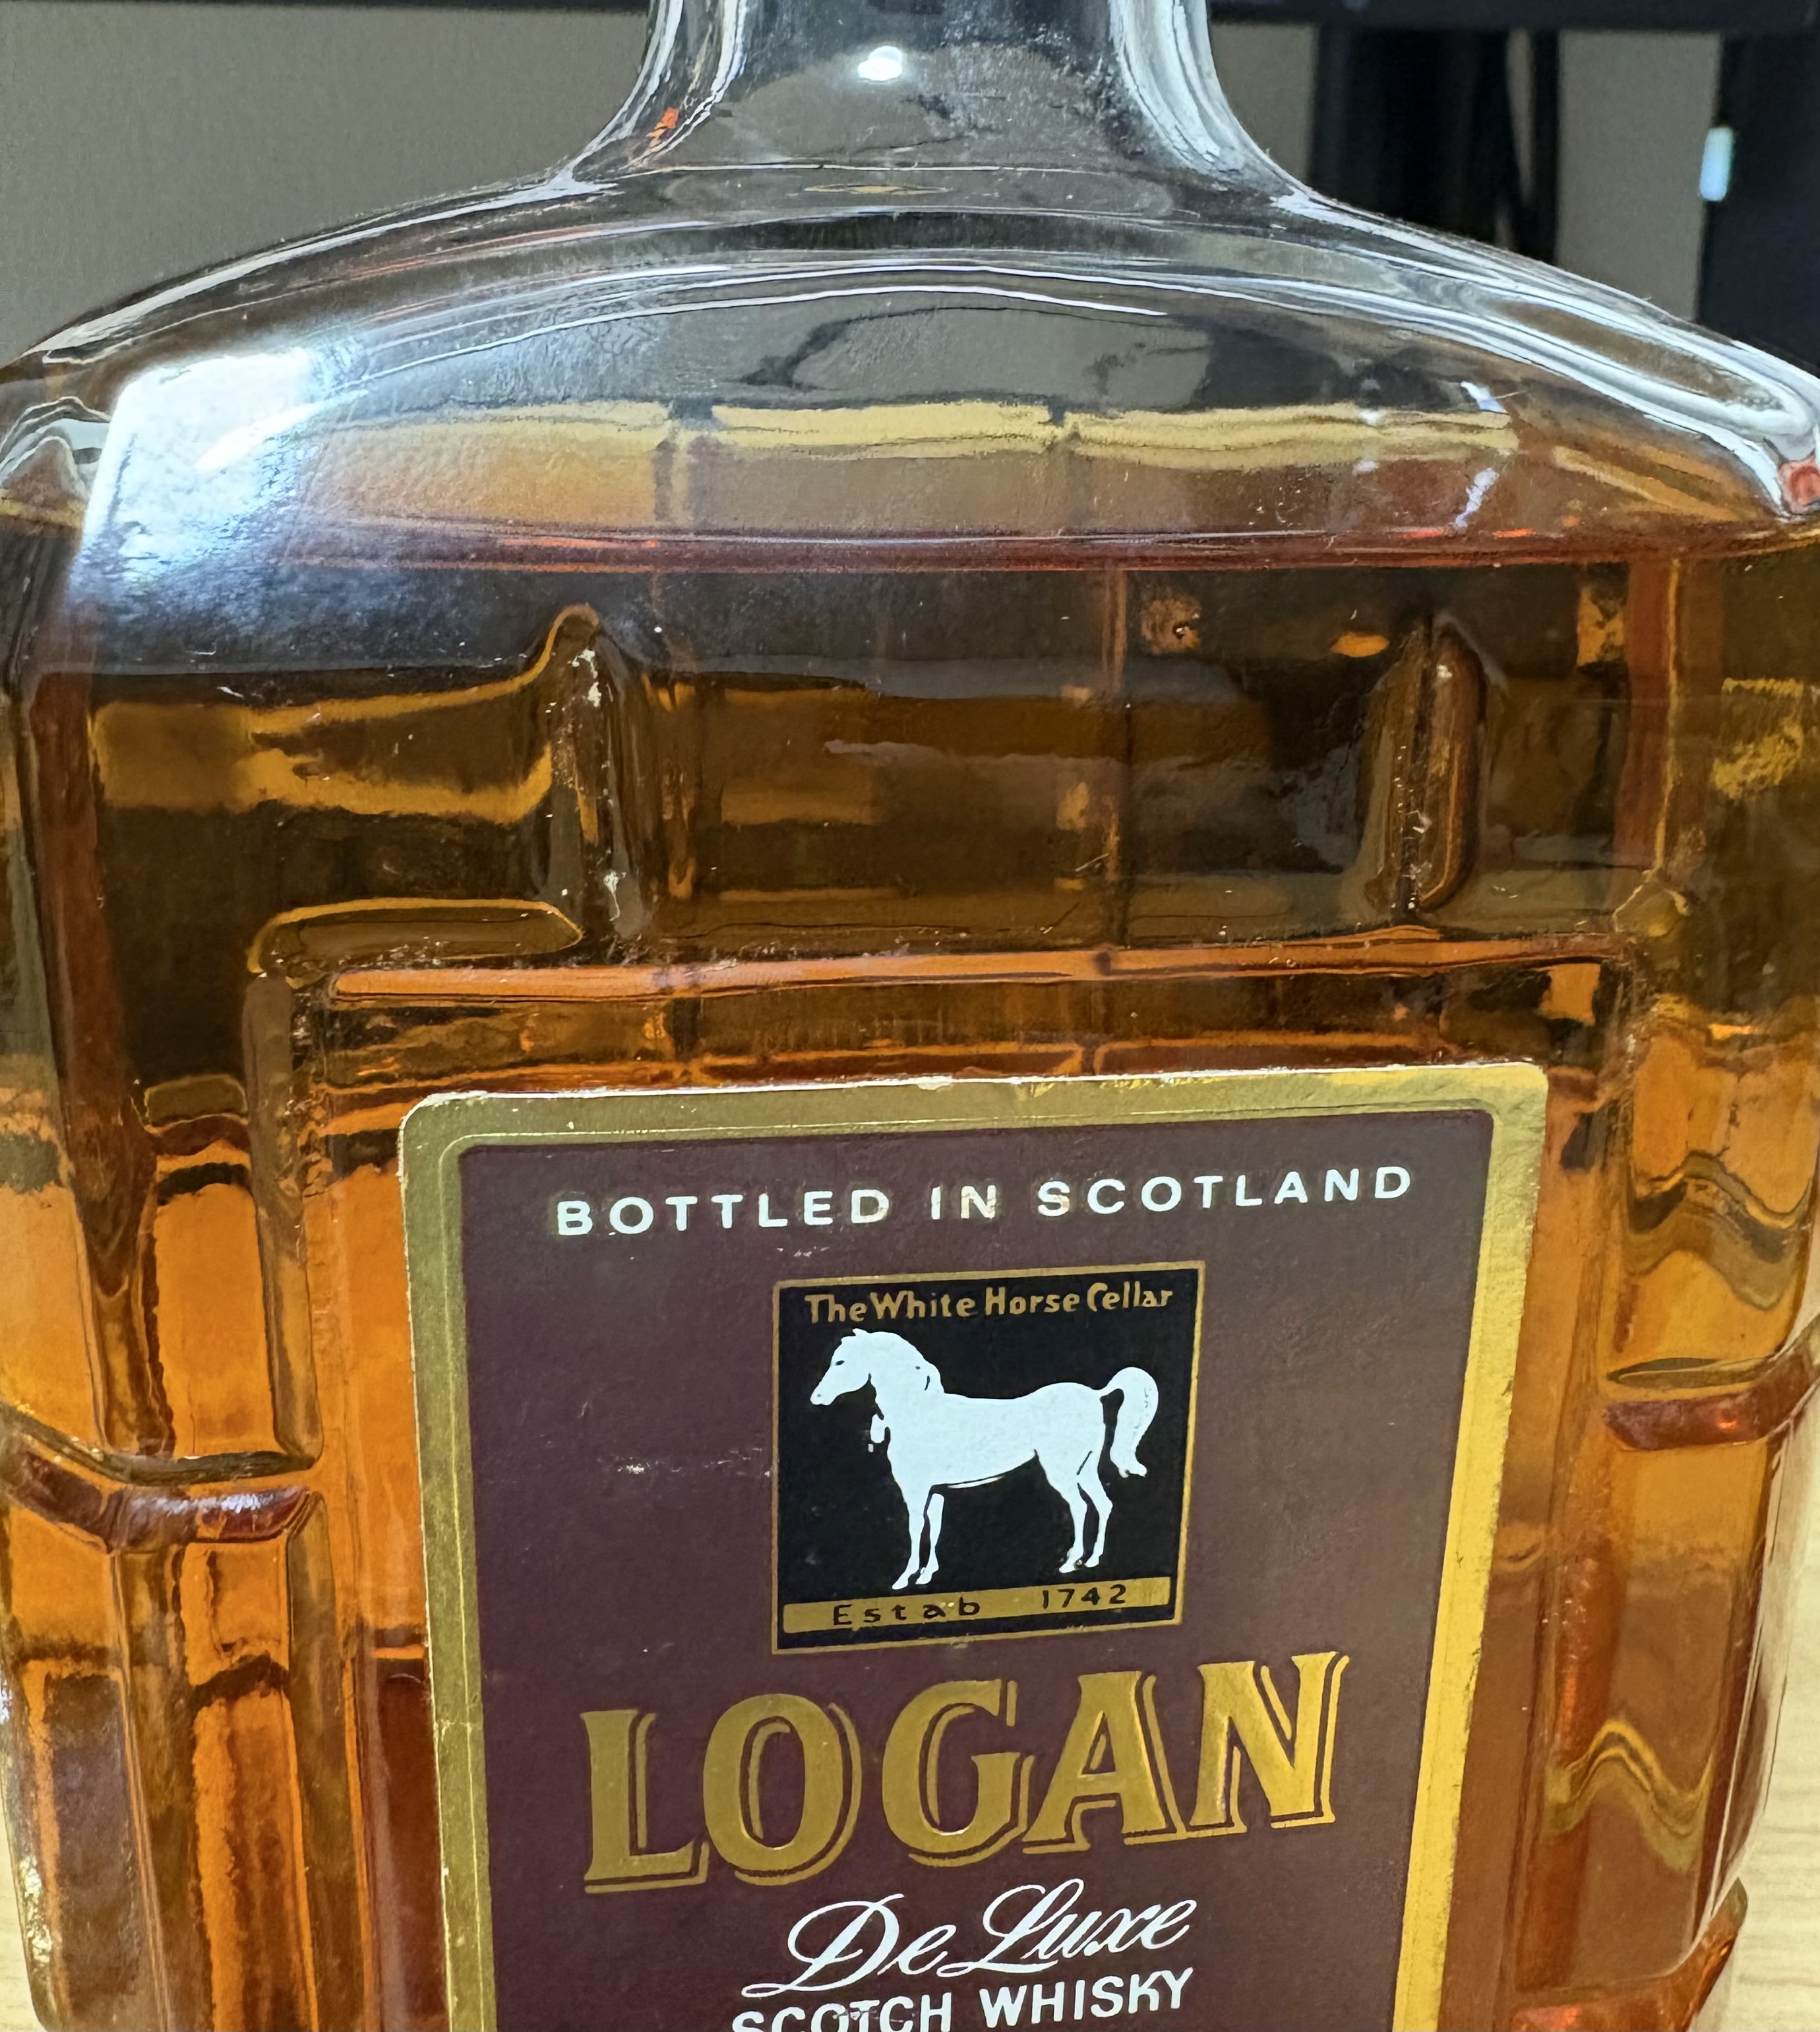 BOTTLED IN SCOTLAND
The White Horse Cellar
Estab 1742
LOGAN
De Luxe
SCOTCH WHISKY